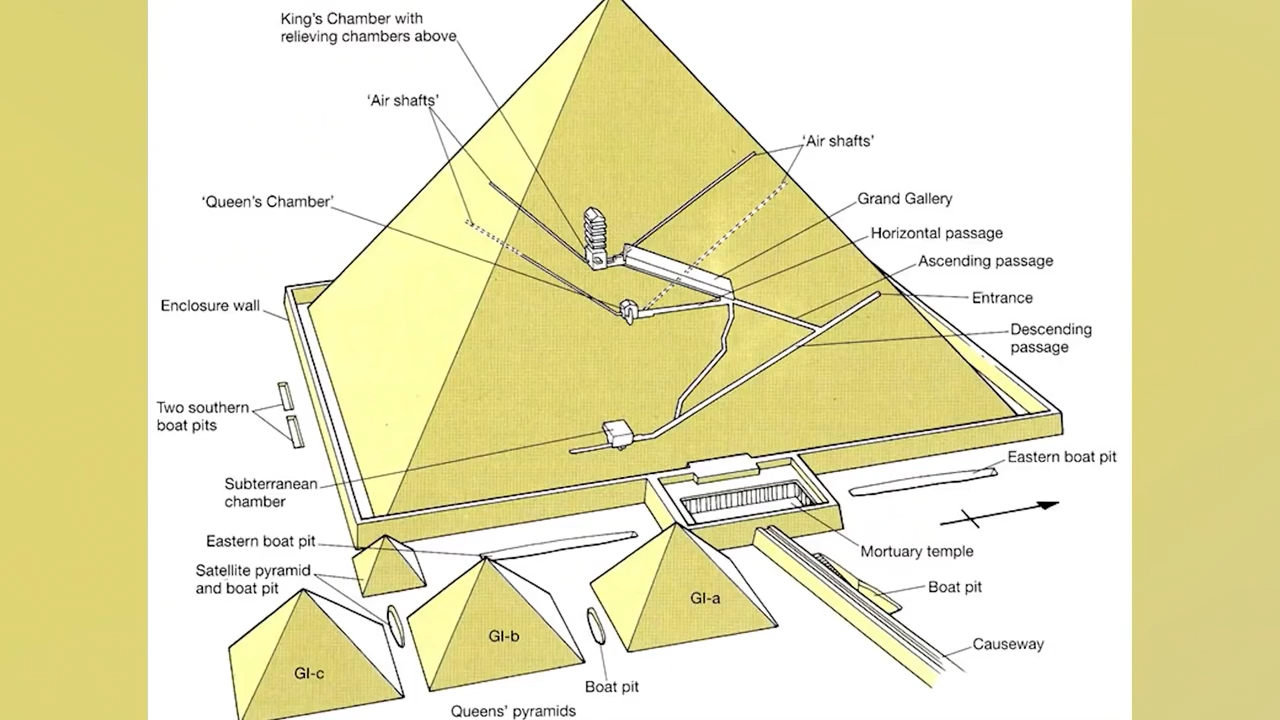 King's Chamber with
relieving chambers above
'Air shafts'
'Air shafts'
'Queen's Chamber'
Grand Gallery
Horizontal passage
Ascending passage
Enclosure wall
Entrance
Descending
passage
Two southern
boat pits
Eastern boat pit
Subterranean
chamber
Eastern boat pit
Mortuary temple
Satellite pyramid
and boat pit
Boat pit
GI-a
GI-b
GI-c
Causeway
Boat pit
Queens' pyramids